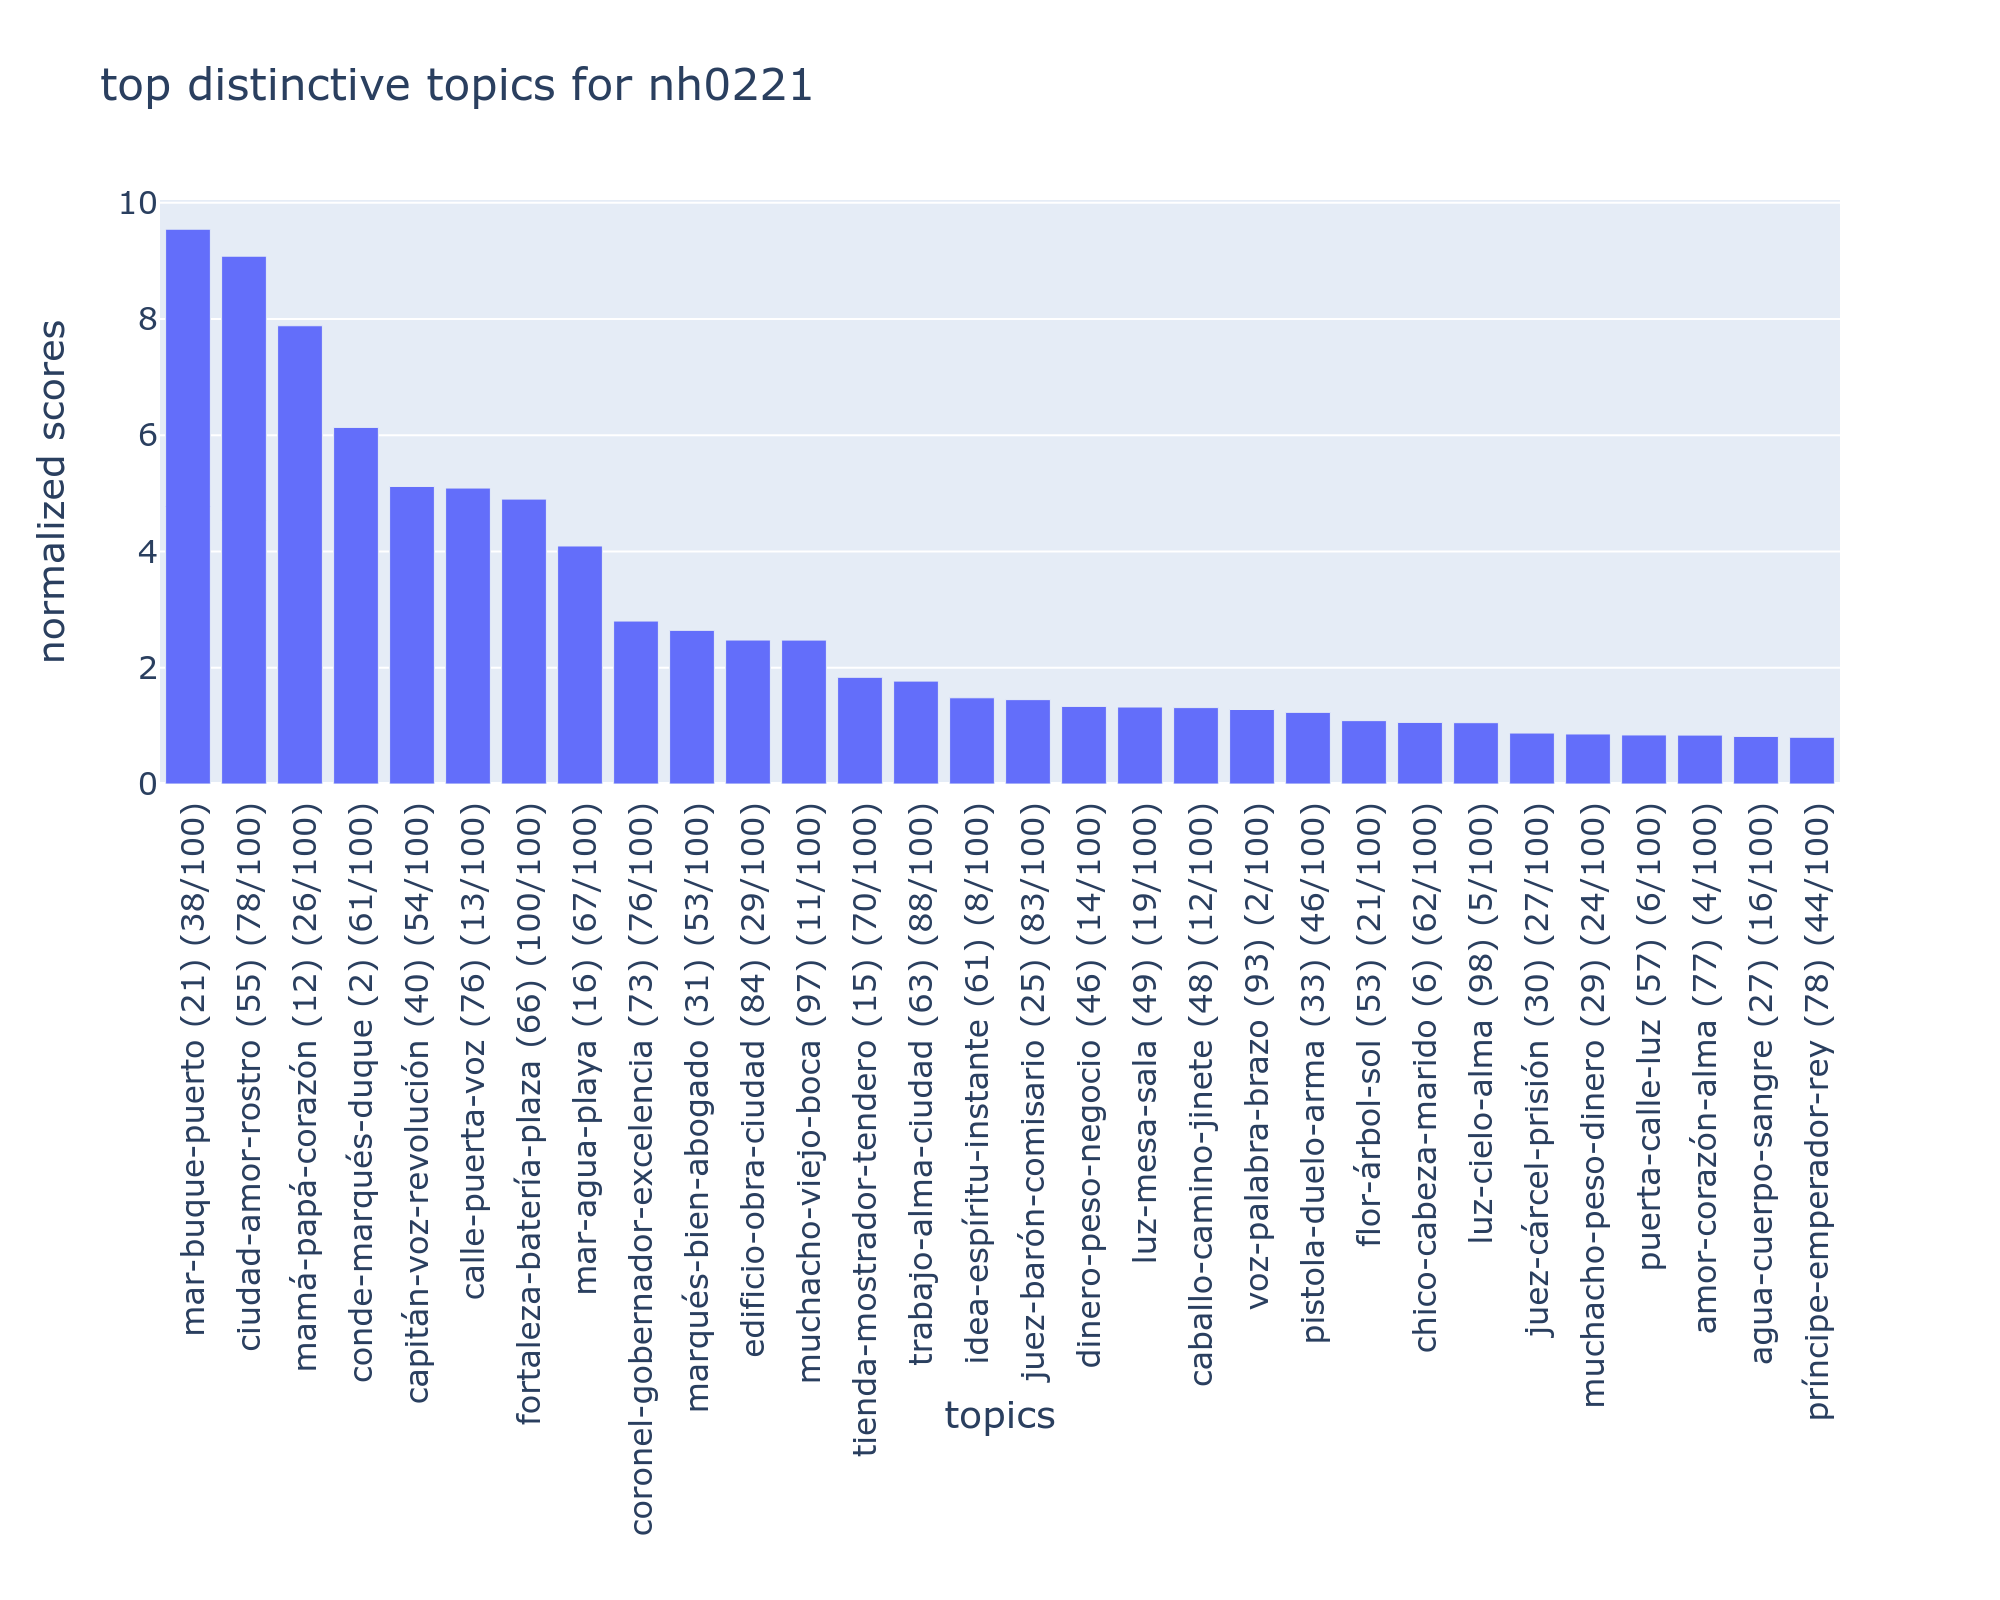 top distinctive topics for nh0221
normalized scores
10
8
6
4
2
0
mar-buque-puerto (21) (38/100)
ciudad-amor-rostro (55) (78/100)
mamá-papá-corazón (12) (26/100)
conde-marqués-duque (2) (61/100)
capitán-voz-revolución (40) (54/100)
calle-puerta-voz (76) (13/100)
fortaleza-batería-plaza (66) (100/100)
mar-agua-playa (16) (67/100)
coronel-gobernador-excelencia (73) (76/100)
marqués-bien-abogado (31) (53/100)
edificio-obra-ciudad (84) (29/100)
muchacho-viejo-boca (97) (11/100)
tienda-mostrador-tendero (15) (70/100)
trabajo-alma-ciudad (63) (88/100)
idea-espíritu-instante (61) (8/100)
juez-barón-comisario (25) (83/100)
dinero-peso-negocio (46) (14/100)
luz-mesa-sala (49) (19/100)
caballo-camino-jinete (48) (12/100)
voz-palabra-brazo (93) (2/100)
pistola-duelo-arma (33) (46/100)
flor-árbol-sol (53) (21/100)
chico-cabeza-marido (6) (62/100)
luz-cielo-alma (98) (5/100)
juez-cárcel-prisión (30) (27/100)
muchacho-peso-dinero (29) (24/100)
puerta-calle-luz (57) (6/100)
amor-corazón-alma (77) (4/100)
agua-cuerpo-sangre (27) (16/100)
príncipe-emperador-rey (78) (44/100)
topics